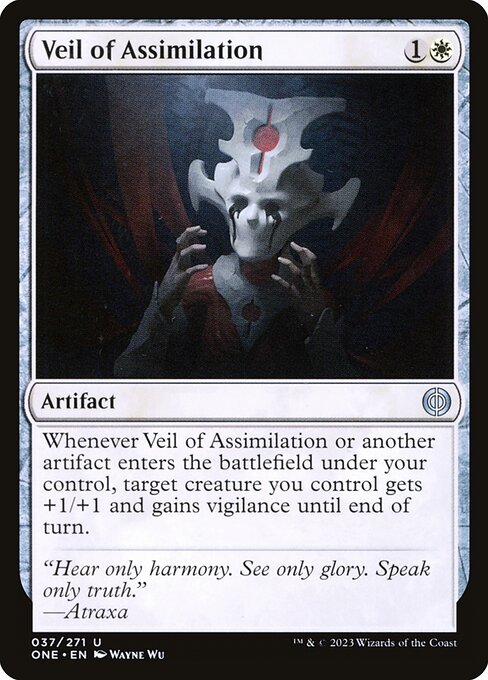 Veil of Assimilation 1
Artifact
Whenever Veil of Assimilation or another
artifact enters the battlefield under your
control, target creature you control gets
+1/+1 and gains vigilance until end of
turn.
“Hear only harmony. See only glory. Speak
only truth.”
—Atraxa
037/271 U
ONE • EN Wayne Wu
™ & © 2023 Wizards of the Coast